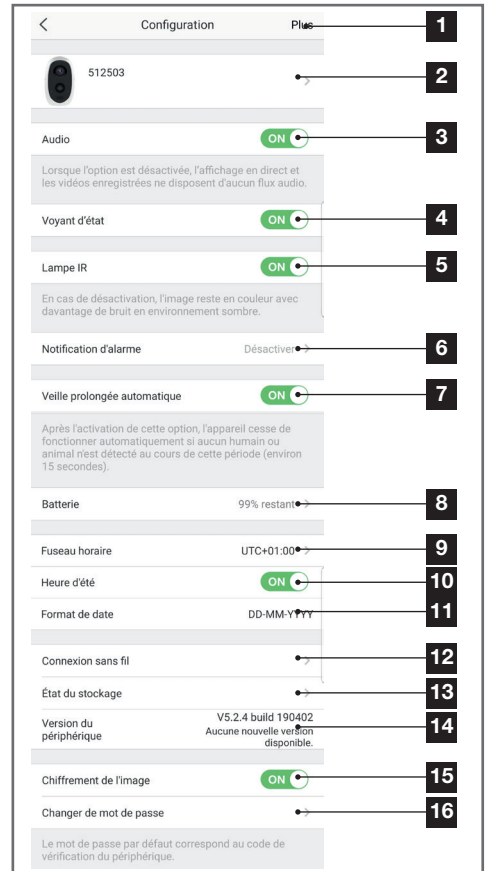 Configuration Plus 1
512503 2
Audio ON 3
Lorsque l'option est désactivée, l'affichage en direct et
les vidéos enregistrées ne disposent d'aucun flux audio.
Voyant d'état ON 4
Lampe IR ON 5
En cas de désactivation, l'image reste en couleur avec
davantage de bruit en environnement sombre.
Notification d'alarme Désactiver 6
Veille prolongée automatique ON 7
Après l'activation de cette option, l'appareil cesse de
fonctionner automatiquement si aucun humain ou
animal n'est détecté au cours de cette période (environ
15 secondes).
Batterie 99% restant 8
Fuseau horaire UTC+01:00 9
Heure d'été ON 10
Format de date DD-MM-YYYY 11
Connexion sans fil 12
État du stockage 13
Version du périphérique V5.2.4 build 190402 14
Aucune nouvelle version
disponible.
Chiffrement de l'image ON 15
Changer de mot de passe 16
Le mot de passe par défaut correspond au code de
vérification du périphérique.